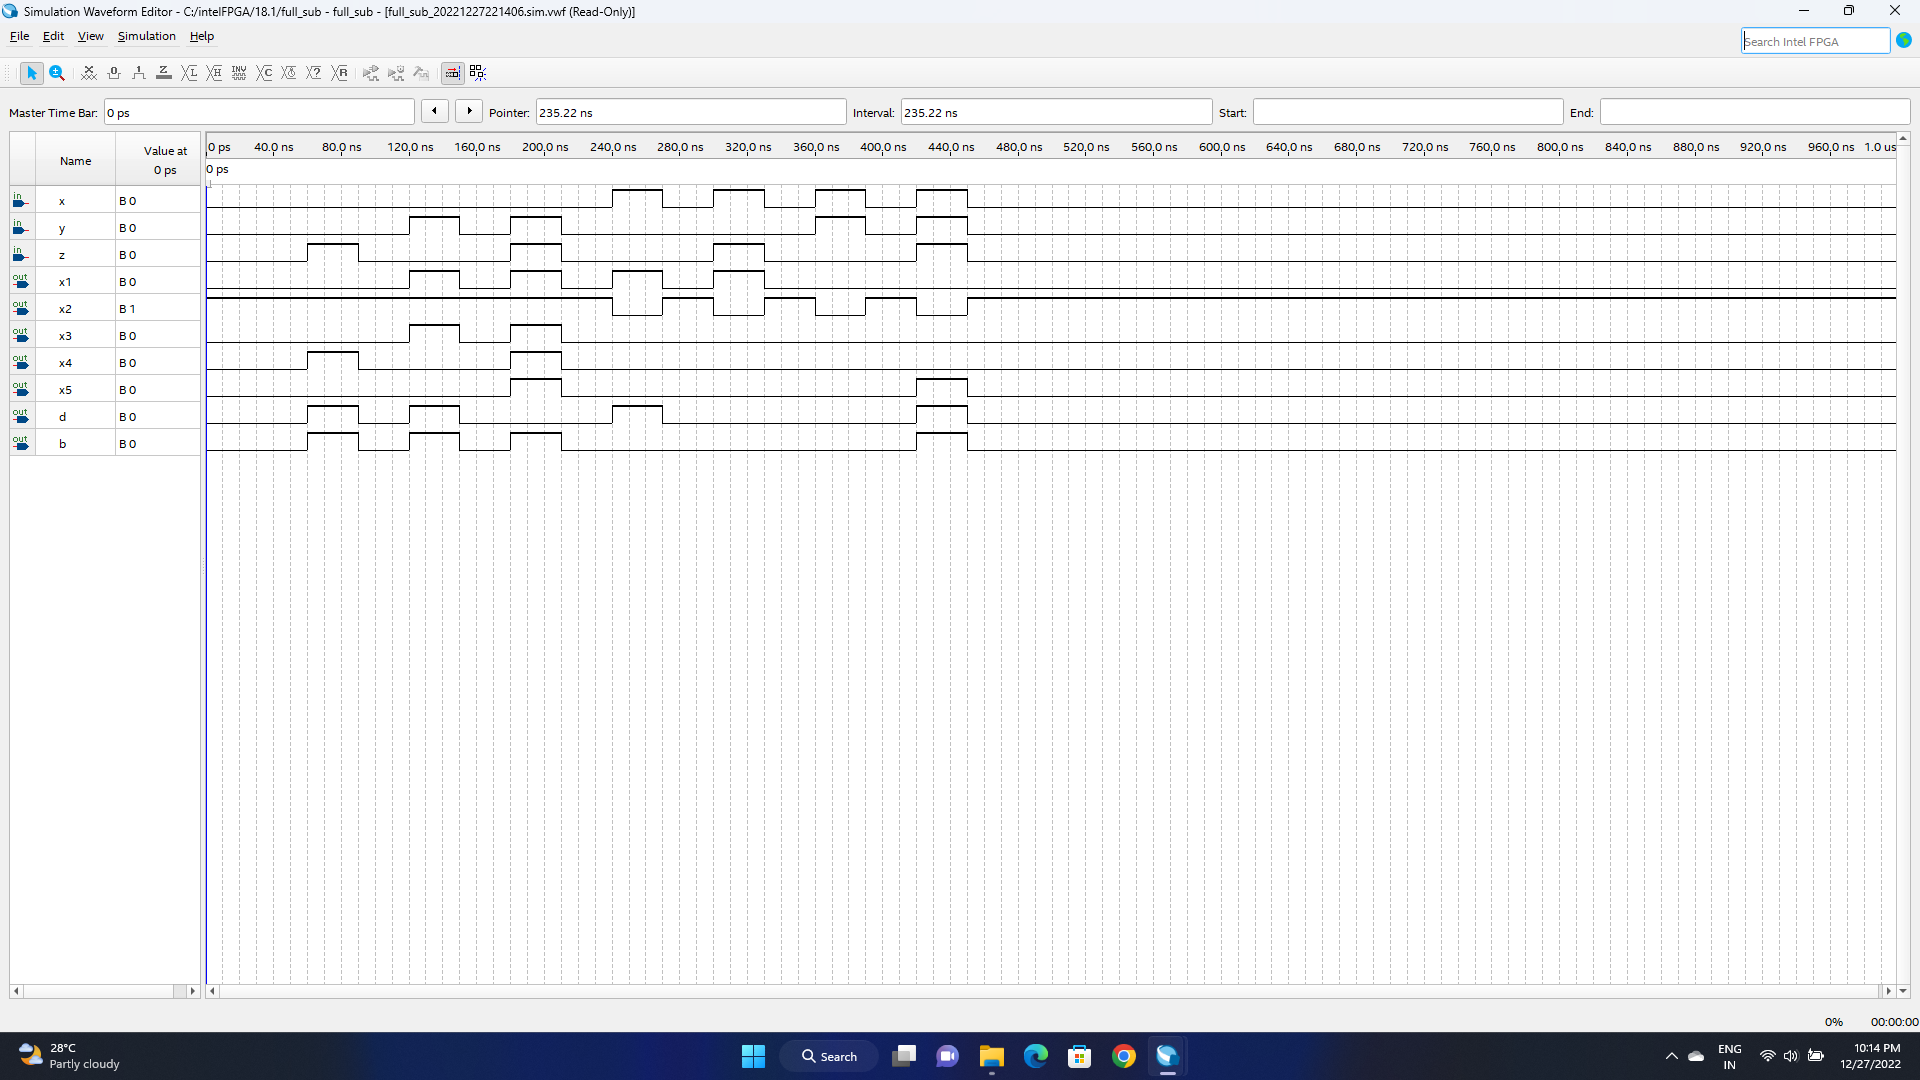 Simulation Waveform Editor - C:/intelFPGA/18.1/full_sub - full_sub - [full_sub_20221227221406.sim.vwf (Read-Only)]
File Edit View Simulation Help
Search Intel FPGA
Master Time Bar: 0 ps Pointer: 235.22 ns Interval: 235.22 ns Start: End:
Name Value at 0 ps
0 ps 40.0 ns 80.0 ns 120.0 ns 160.0 ns 200.0 ns 240.0 ns 280.0 ns 320.0 ns 360.0 ns 400.0 ns 440.0 ns 480.0 ns 520.0 ns 560.0 ns 600.0 ns 640.0 ns 680.0 ns 720.0 ns 760.0 ns 800.0 ns 840.0 ns 880.0 ns 920.0 ns 960.0 ns 1.0 us
0 ps
in x B 0
in y B 0
in z B 0
out x1 B 0
out x2 B 1
out x3 B 0
out x4 B 0
out x5 B 0
out d B 0
out b B 0
0% 00:00:00
28°C
Partly cloudy
Search
ENG
IN
10:14 PM
12/27/2022